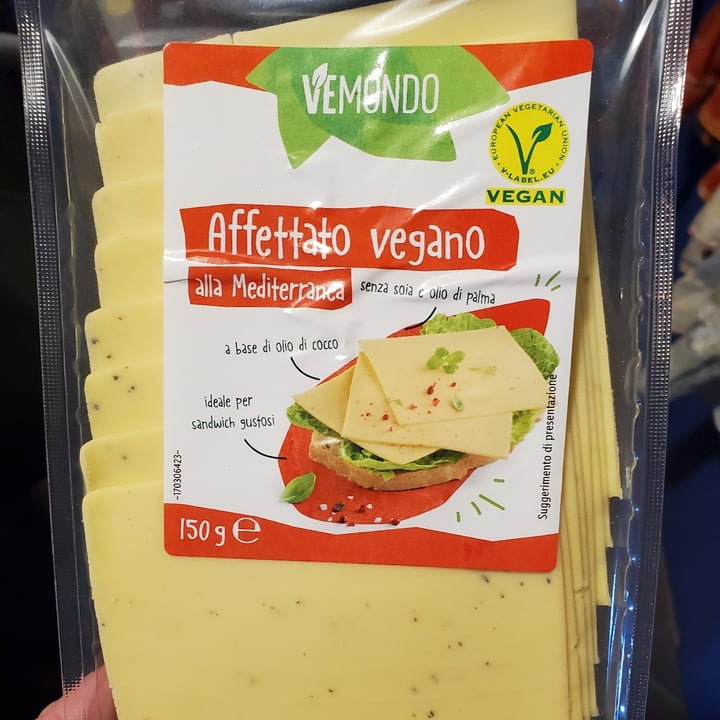 VEMONDO
EUROPEAN VEGETARIAN UNION
V-LABEL.EU
VEGAN
Affettato vegano
alla Mediterranea
senza soia e olio di palma
a base di olio di cocco
ideale per
sandwich gustosi
~170306423~
Suggerimento di presentazione
150 g e